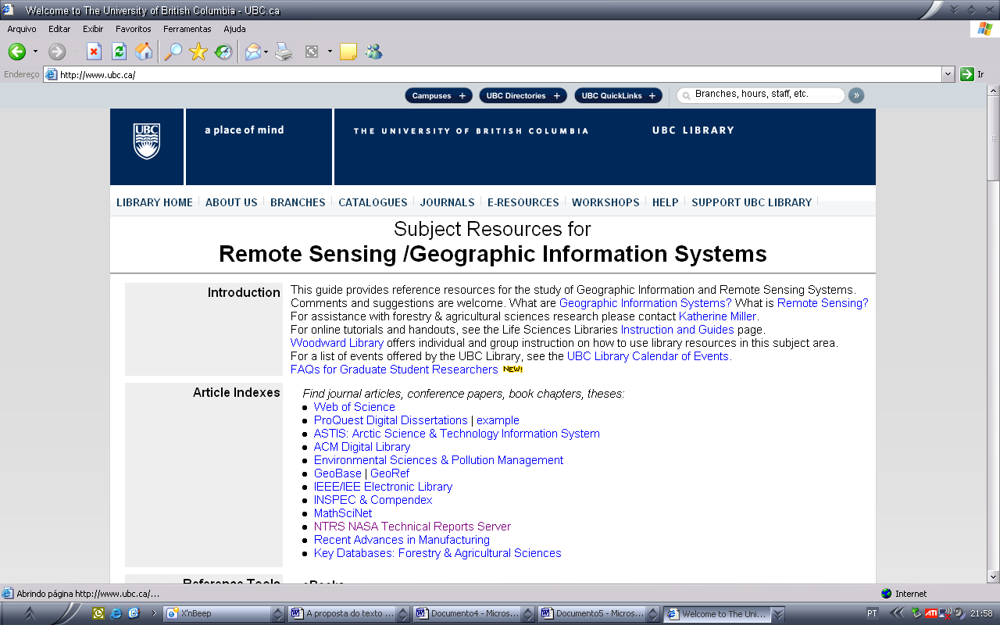 Welcome to The University of British Columbia - UBC.ca
Arquivo Editar Exibir Favoritos Ferramentas Ajuda
Endereço http://www.ubc.ca/ Ir
Campuses + UBC Directories + UBC QuickLinks + Branches, hours, staff, etc. »
UBC a place of mind THE UNIVERSITY OF BRITISH COLUMBIA UBC LIBRARY
LIBRARY HOME ABOUT US BRANCHES CATALOGUES JOURNALS E-RESOURCES WORKSHOPS HELP SUPPORT UBC LIBRARY
Subject Resources for
Remote Sensing /Geographic Information Systems
Introduction
This guide provides reference resources for the study of Geographic Information and Remote Sensing Systems.
Comments and suggestions are welcome. What are Geographic Information Systems? What is Remote Sensing?
For assistance with forestry & agricultural sciences research please contact Katherine Miller.
For online tutorials and handouts, see the Life Sciences Libraries Instruction and Guides page.
Woodward Library offers individual and group instruction on how to use library resources in this subject area.
For a list of events offered by the UBC Library, see the UBC Library Calendar of Events.
FAQs for Graduate Student Researchers NEW!
Article Indexes
Find journal articles, conference papers, book chapters, theses:
Web of Science
ProQuest Digital Dissertations | example
ASTIS: Arctic Science & Technology Information System
ACM Digital Library
Environmental Sciences & Pollution Management
GeoBase | GeoRef
IEEE/IEE Electronic Library
INSPEC & Compendex
MathSciNet
NTRS NASA Technical Reports Server
Recent Advances in Manufacturing
Key Databases: Forestry & Agricultural Sciences
Reference Tools eBooks
Abrindo página http://www.ubc.ca/... Internet
X'nBeep A proposta do texto ... Documento4 - Micros... Documento5 - Micros... Welcome to The Uni... PT ATI 21:58